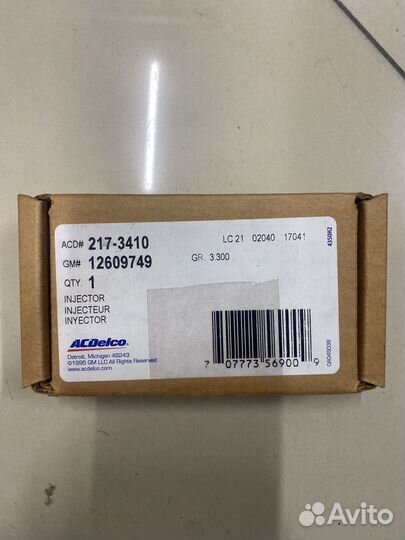 ACD# 217-3410
LC 21 02040 17041
GM# 12609749
GR. 3.300
QTY. 1
INJECTOR
INJECTEUR
INYECTOR
ACDelco
Detroit, Michigan 48243
©1995 GM LLC All Rights Reserved.
www.acdelco.com
7 07773 56900 9
4350H2
Avito